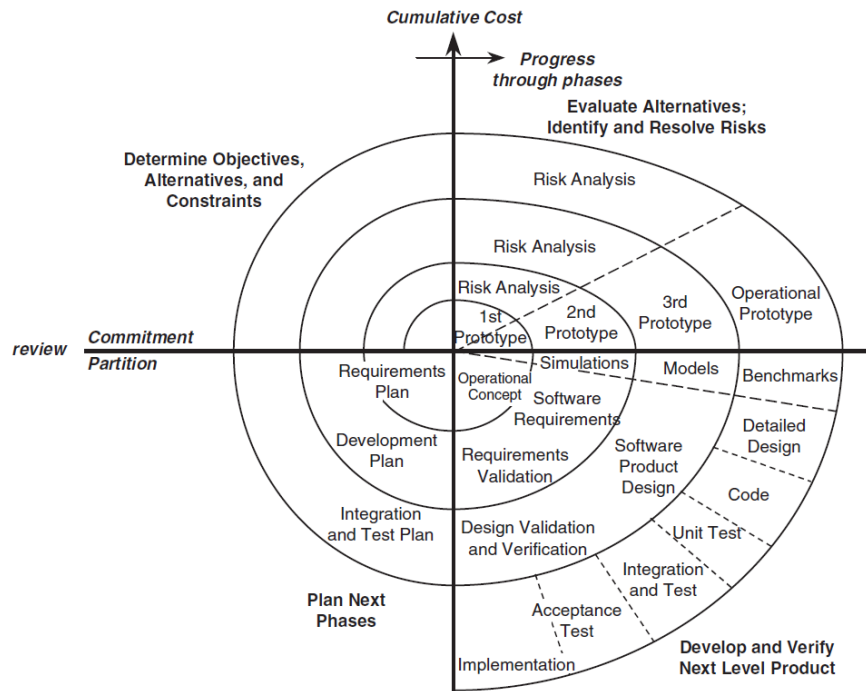 Cumulative Cost
Progress
through phases
Evaluate Alternatives;
Identify and Resolve Risks
Determine Objectives,
Alternatives, and
Constraints
Risk Analysis
Risk Analysis
Risk Analysis
1st
Prototype
2nd
Prototype
3rd
Prototype
Operational
Prototype
review
Commitment
Partition
Requirements
Plan
Operational
Concept
Simulations
Models
Benchmarks
Software
Requirements
Detailed
Design
Development
Plan
Requirements
Validation
Software
Product
Design
Code
Integration
and Test Plan
Design Validation
and Verification
Unit Test
Integration
and Test
Plan Next
Phases
Acceptance
Test
Implementation
Develop and Verify
Next Level Product